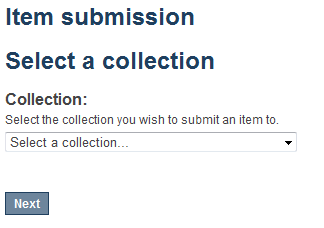 Item submission
Select a collection
Collection:
Select the collection you wish to submit an item to.
Select a collection...
Next